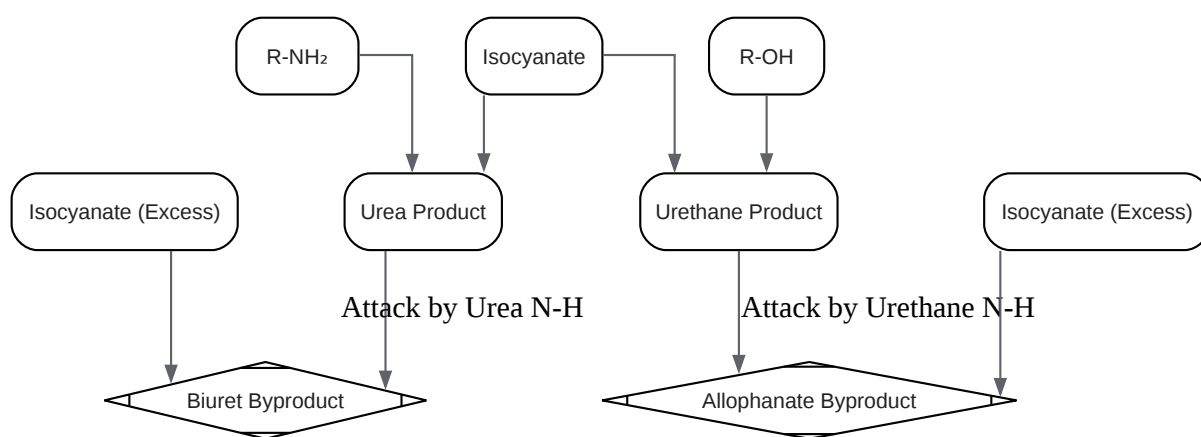 R-NH₂
Isocyanate
R-OH
Isocyanate (Excess)
Urea Product
Urethane Product
Isocyanate (Excess)
Attack by Urea N-H
Attack by Urethane N-H
Biuret Byproduct
Allophanate Byproduct